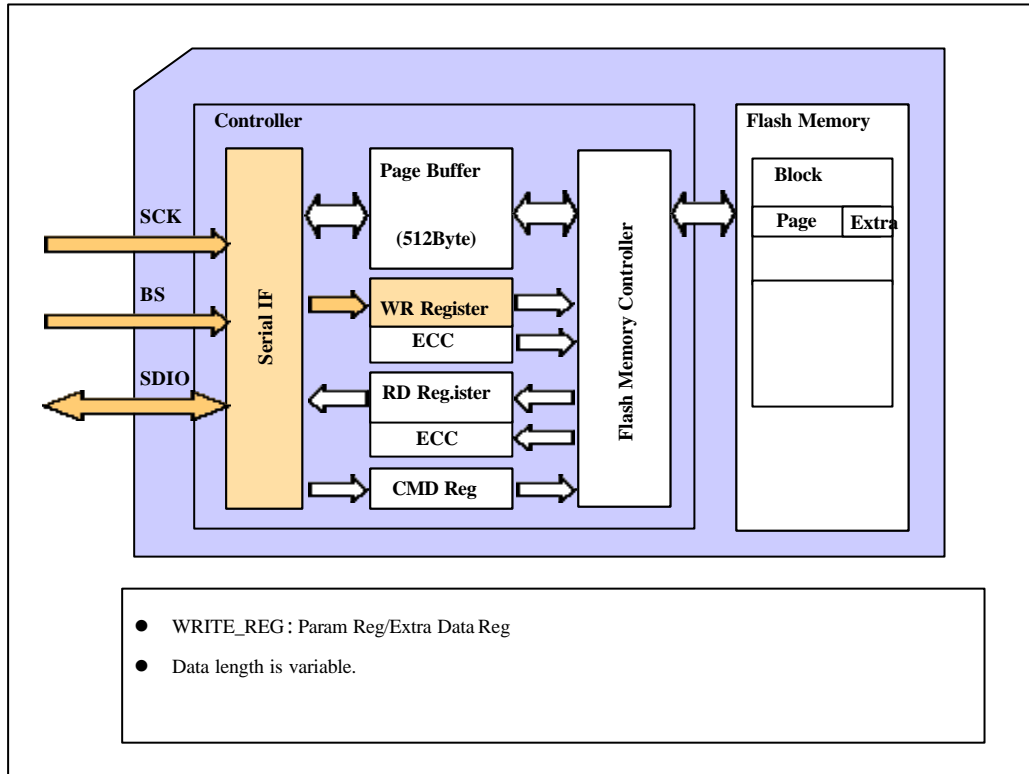 Controller
Flash Memory
Page Buffer
(512Byte)
Block
Page
Extra
SCK
BS
SDIO
Serial IF
WR Register
ECC
RD Reg.ister
ECC
CMD Reg
Flash Memory Controller
● WRITE_REG: Param Reg/Extra Data Reg
● Data length is variable.